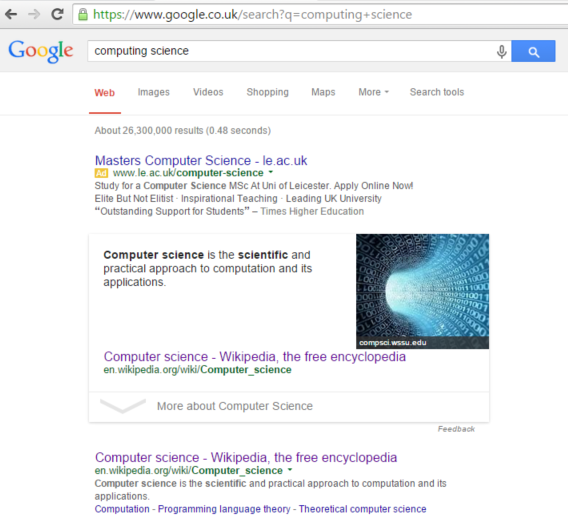 https://www.google.co.uk/search?q=computing+science
Google computing science
Web Images Videos Shopping Maps More Search tools
About 26,300,000 results (0.48 seconds)
Masters Computer Science - le.ac.uk
Ad www.le.ac.uk/computer-science
Study for a Computer Science MSc At Uni of Leicester. Apply Online Now!
Elite But Not Elitist · Inspirational Teaching · Leading UK University
“Outstanding Support for Students” – Times Higher Education
Computer science is the scientific and
practical approach to computation and its
applications.
compsci.wssu.edu
Computer science - Wikipedia, the free encyclopedia
en.wikipedia.org/wiki/Computer_science
More about Computer Science
Feedback
Computer science - Wikipedia, the free encyclopedia
en.wikipedia.org/wiki/Computer_science
Computer science is the scientific and practical approach to computation and its
applications.
Computation - Programming language theory - Theoretical computer science